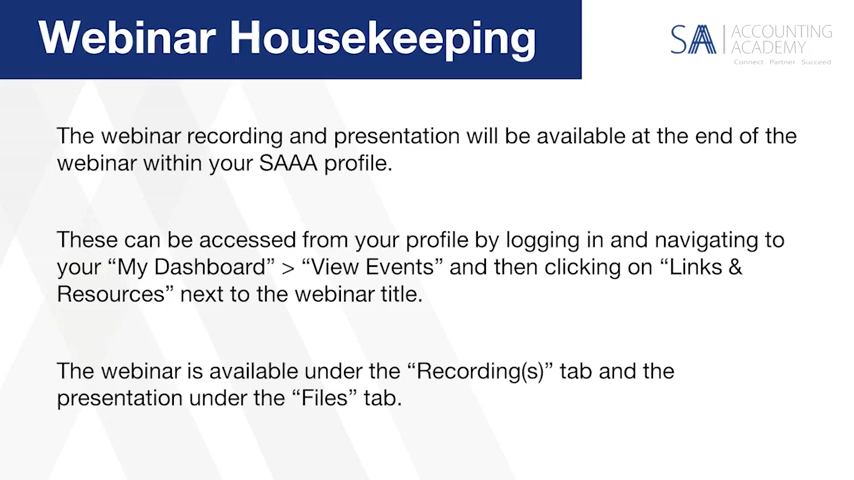 Webinar Housekeeping
SAA ACCOUNTING
ACADEMY
Connect Partner Succeed
The webinar recording and presentation will be available at the end of the
webinar within your SAAA profile.
These can be accessed from your profile by logging in and navigating to
your “My Dashboard” > “View Events” and then clicking on “Links &
Resources” next to the webinar title.
The webinar is available under the “Recording(s)” tab and the
presentation under the “Files” tab.